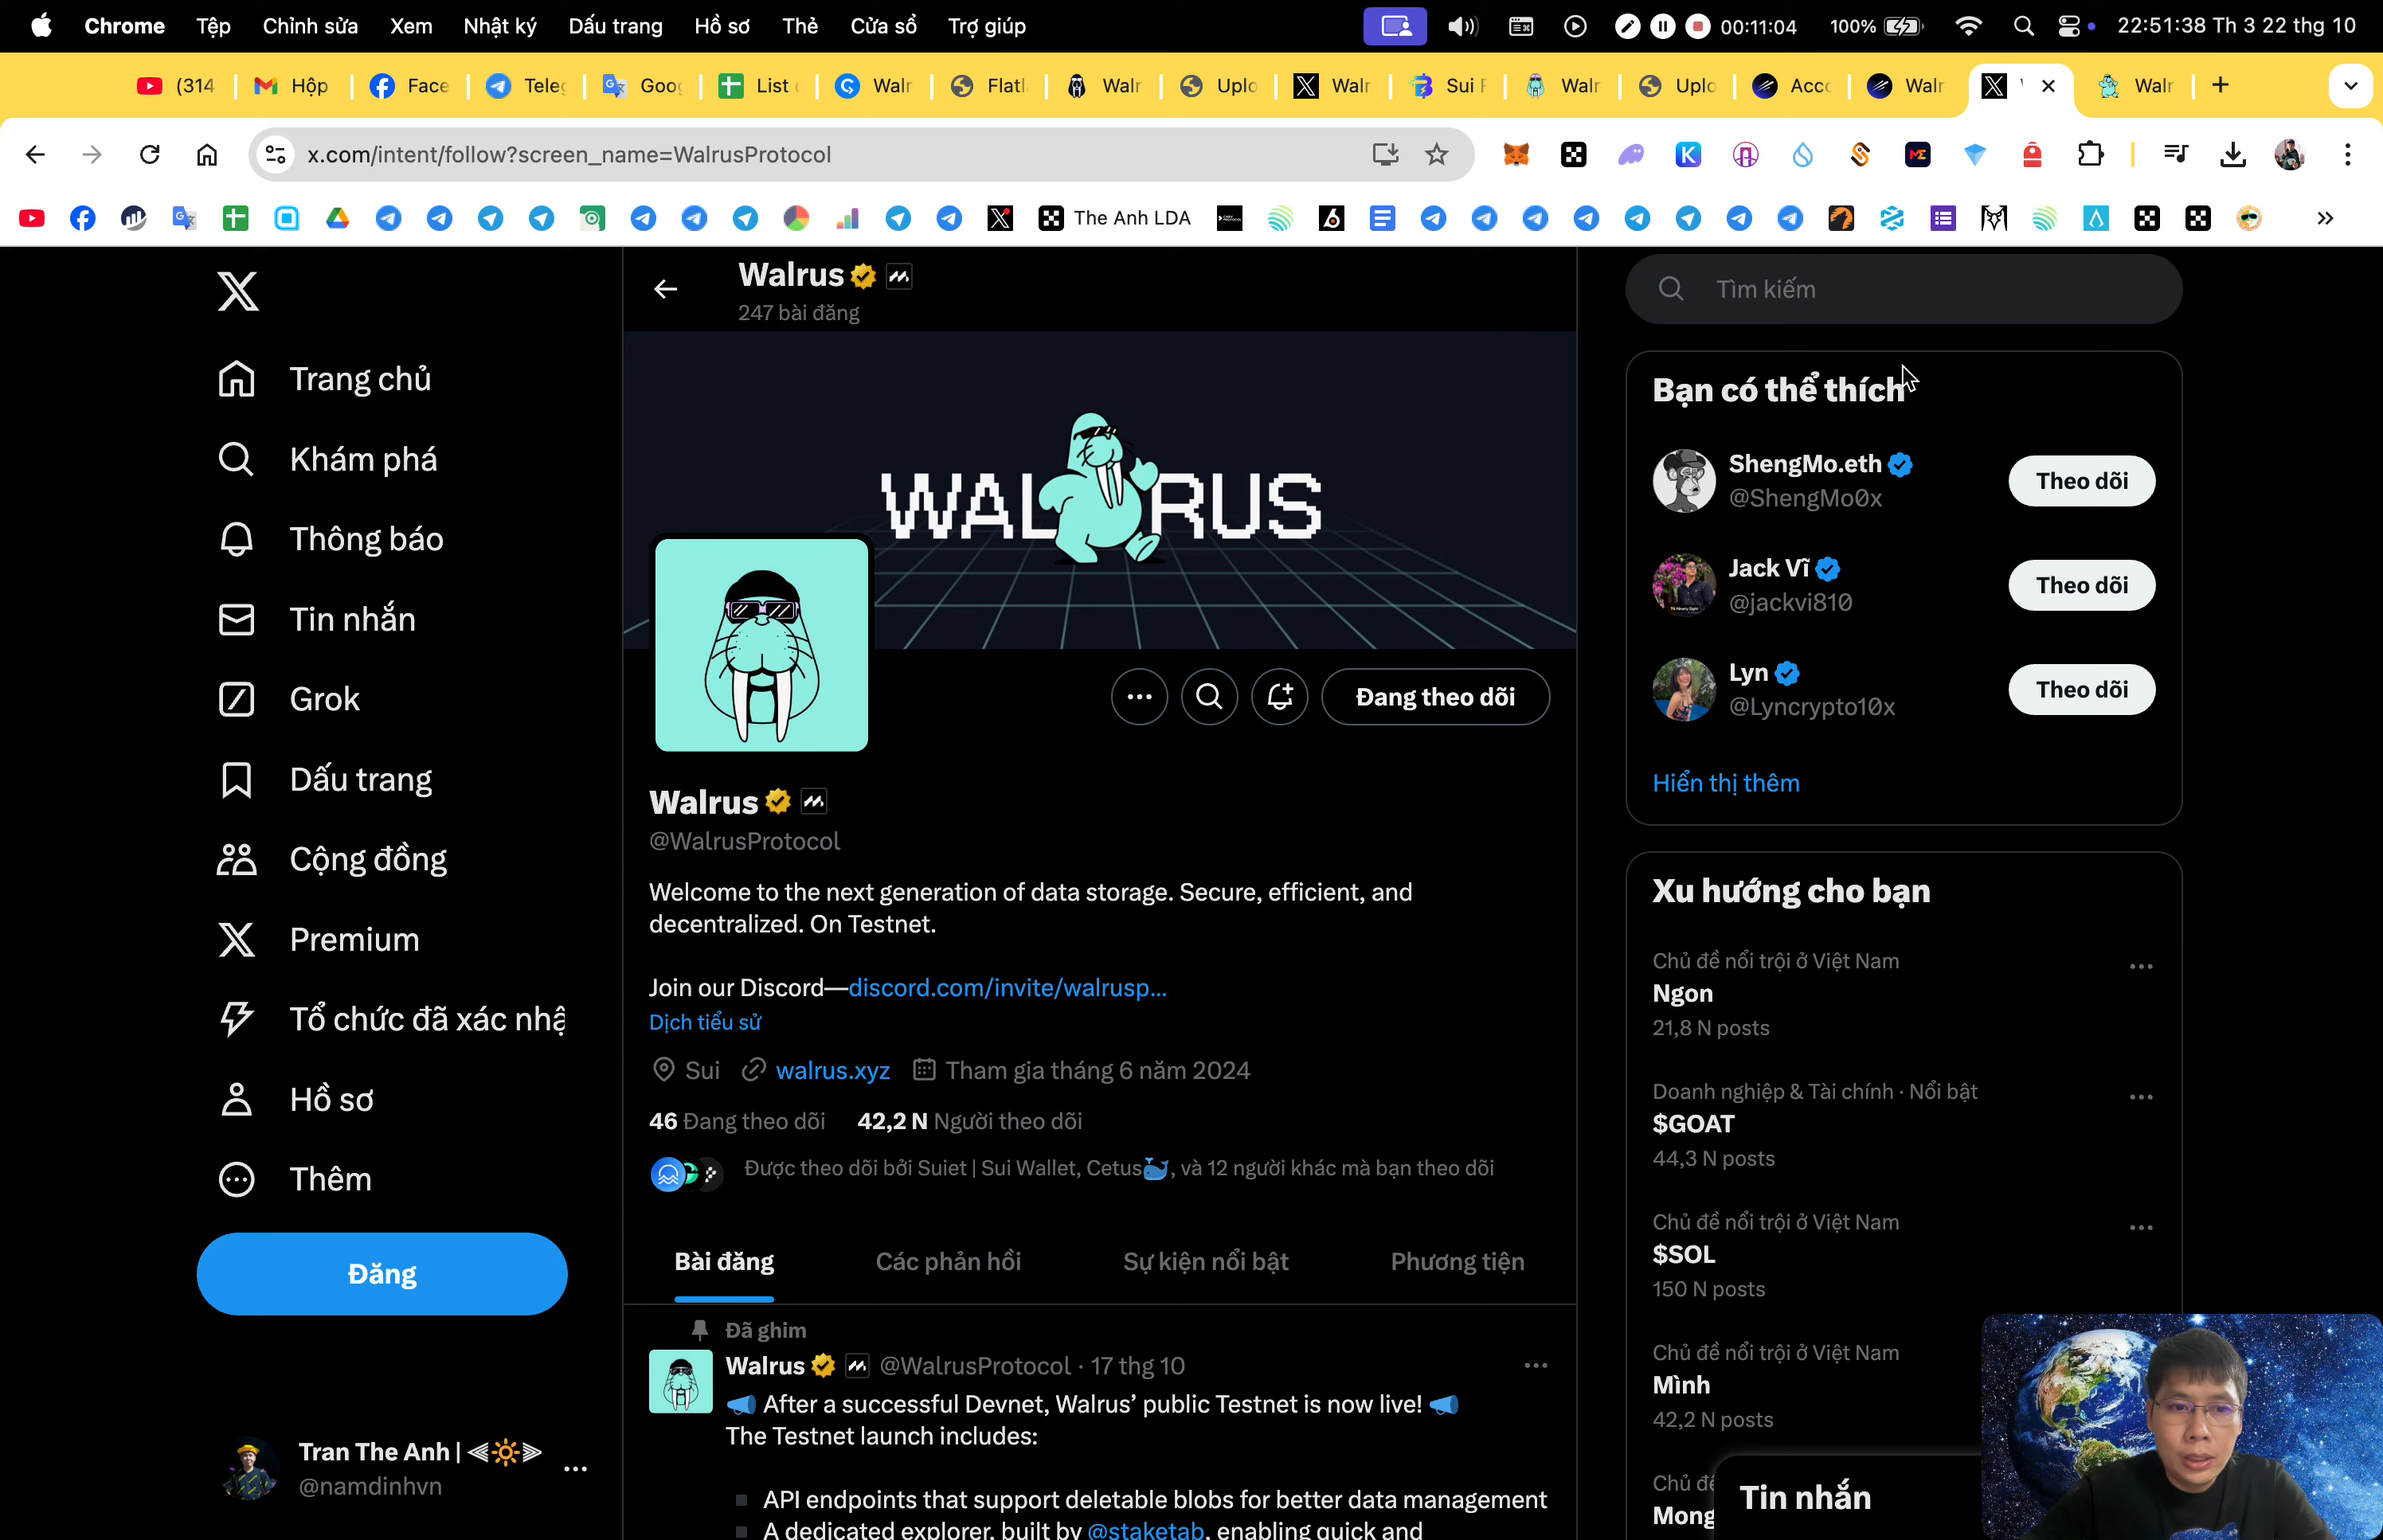 Chrome Tệp Chỉnh sửa Xem Nhật ký Dấu trang Hồ sơ Thẻ Cửa sổ Trợ giúp 00:11:04 100% 22:51:38 Th 3 22 thg 10
(314 Hộp Face Tele Goo List Walr Flatl Walr Uplo Walr Sui F Walr Uplo Acco Walr Walr
x.com/intent/follow?screen_name=WalrusProtocol
The Anh LDA
Walrus
247 bài đăng
Tìm kiếm
Trang chủ
Khám phá
Thông báo
Tin nhắn
Grok
Dấu trang
Cộng đồng
Premium
Tổ chức đã xác nhậ
Hồ sơ
Thêm
Đăng
Tran The Anh |
@namdinhvn
WALRUS
Đang theo dõi
Walrus
@WalrusProtocol
Welcome to the next generation of data storage. Secure, efficient, and
decentralized. On Testnet.
Join our Discord—discord.com/invite/walrusp...
Dịch tiểu sử
Sui walrus.xyz Tham gia tháng 6 năm 2024
46 Đang theo dõi 42,2 N Người theo dõi
Được theo dõi bởi Suiet | Sui Wallet, Cetus🐳, và 12 người khác mà bạn theo dõi
Bài đăng Các phản hồi Sự kiện nổi bật Phương tiện
Đã ghim
Walrus @WalrusProtocol · 17 thg 10
📣 After a successful Devnet, Walrus’ public Testnet is now live! 📣
The Testnet launch includes:
API endpoints that support deletable blobs for better data management
A dedicated explorer, built by @staketab, enabling quick and
Bạn có thể thích
ShengMo.eth
@ShengMo0x
Theo dõi
Jack Vĩ
@jackvi810
Theo dõi
Lyn
@Lyncrypto10x
Theo dõi
Hiển thị thêm
Xu hướng cho bạn
Chủ đề nổi trội ở Việt Nam
Ngon
21,8 N posts
Doanh nghiệp & Tài chính · Nổi bật
$GOAT
44,3 N posts
Chủ đề nổi trội ở Việt Nam
$SOL
150 N posts
Chủ đề nổi trội ở Việt Nam
Mình
42,2 N posts
Chủ đề
Mong
Tin nhắn